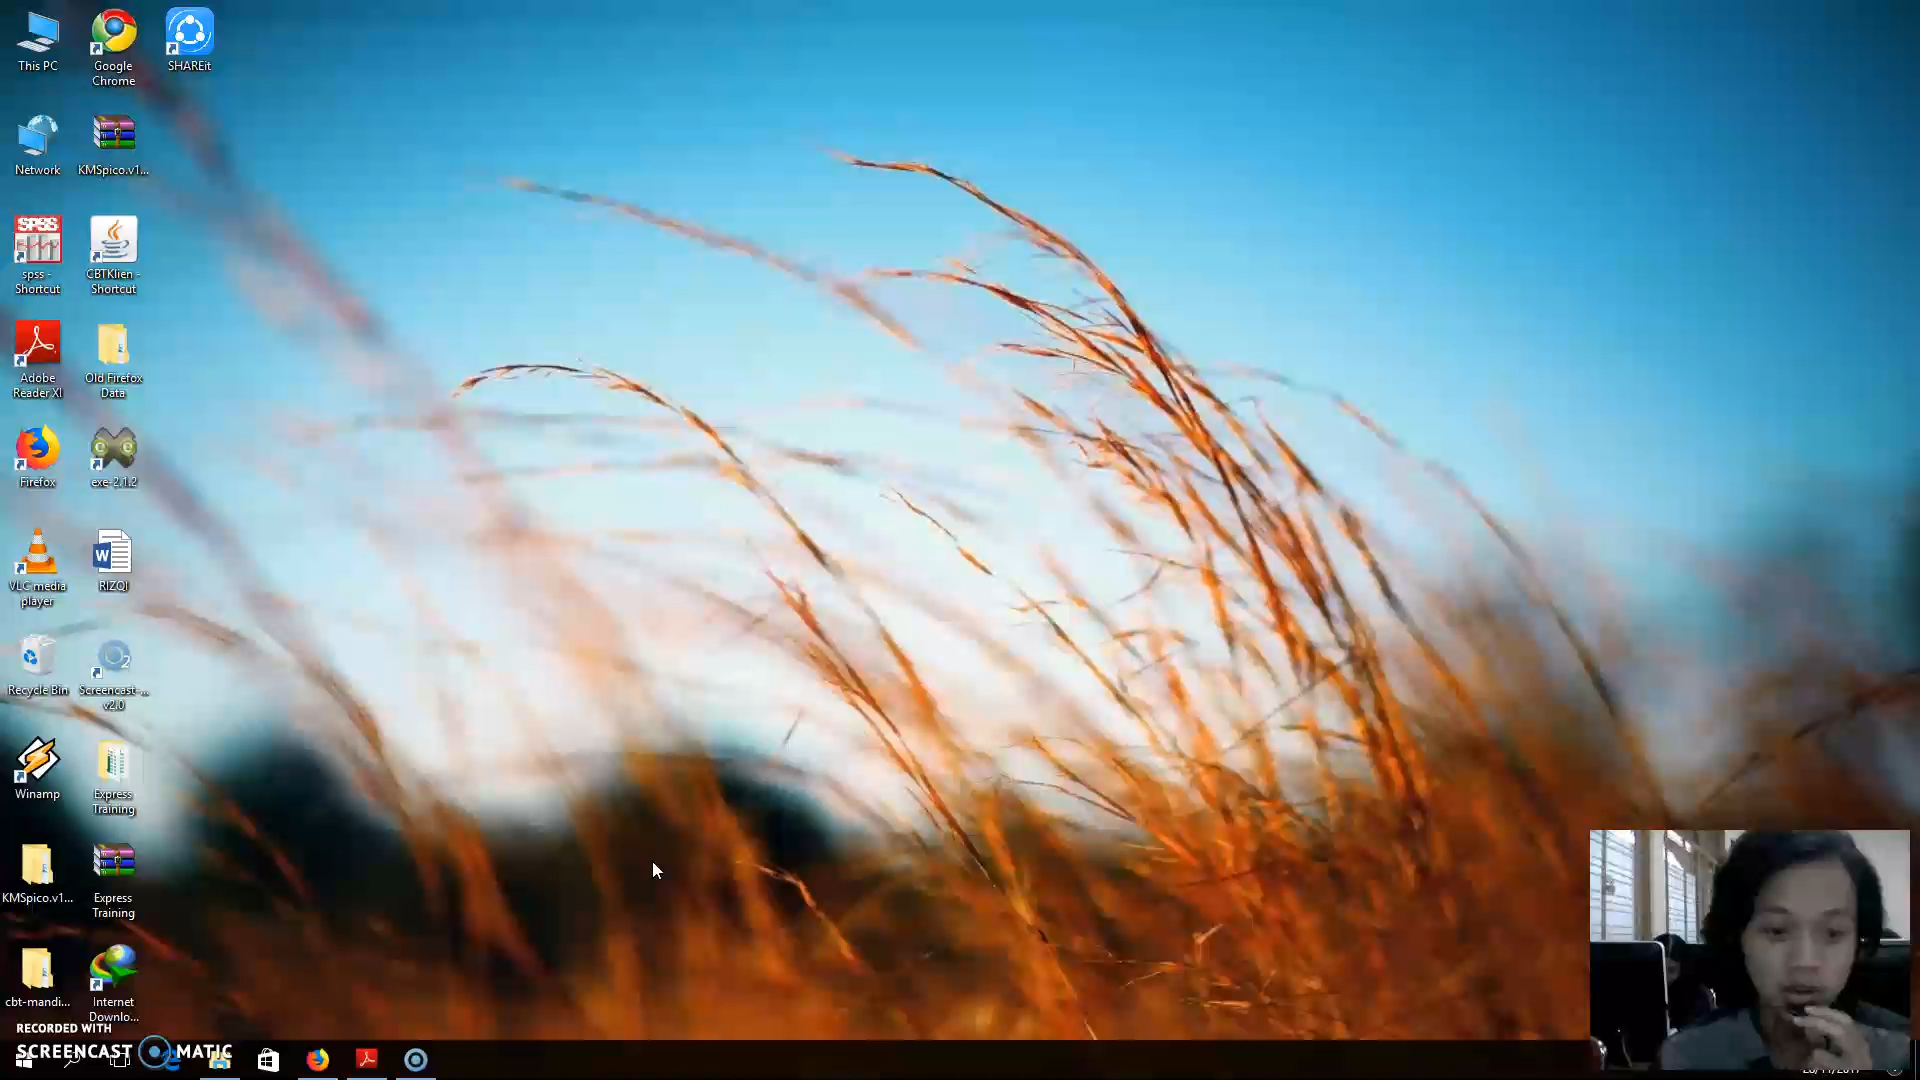 This PC
Google
Chrome
SHAREit
Network
KMSpico.v1...
SPSS
spss -
Shortcut
CBTKlien -
Shortcut
Adobe
Reader XI
Old Firefox
Data
Firefox
exe-2.1.2
VLC media
player
W
RIZQI
Recycle Bin
2
Screencast-...
v2.0
Winamp
Express
Training
KMSpico.v1...
Express
Training
cbt-mandi...
Internet
Downlo...
RECORDED WITH
SCREENCAST MATIC